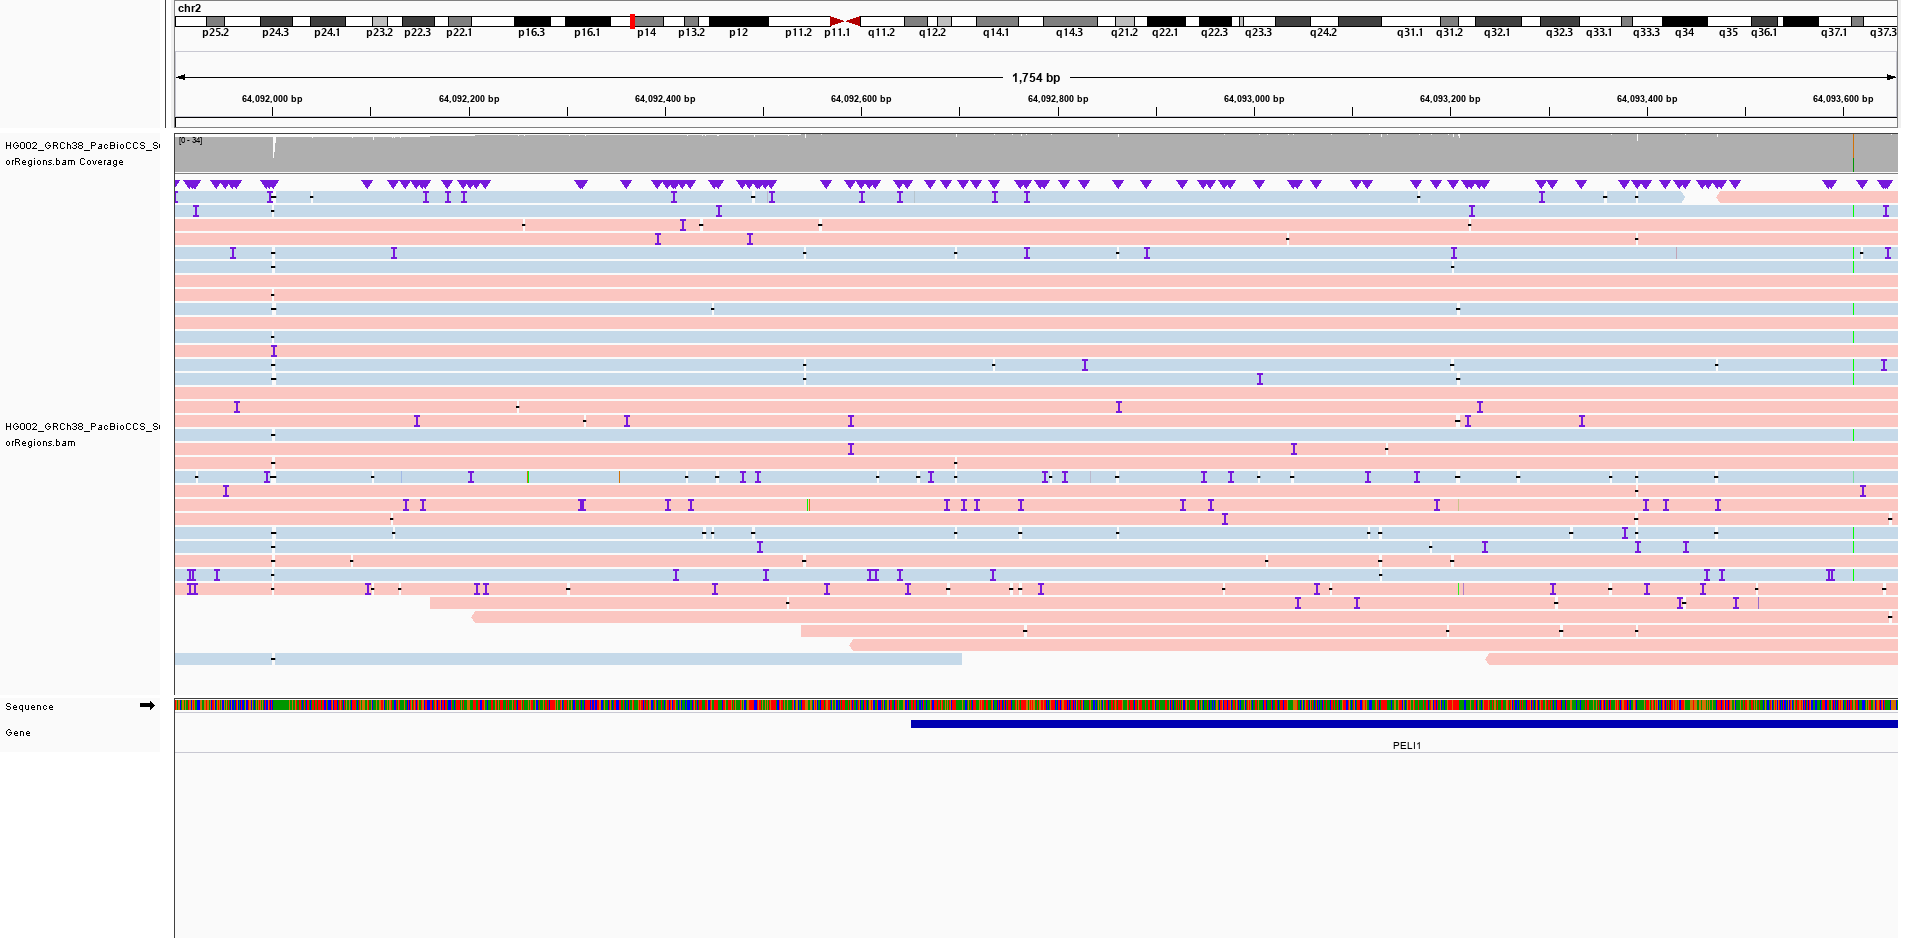 chr2
p25.2 p24.3 p24.1 p23.2 p22.3 p22.1 p16.3 p16.1 p14 p13.2 p12 p11.2 p11.1 q11.2 q12.2 q14.1 q14.3 q21.2 q22.1 q22.3 q23.3 q24.2 q31.1 q31.2 q32.1 q32.3 q33.1 q33.3 q34 q35 q36.1 q37.1 q37.3
1,754 bp
64,092,000 bp 64,092,200 bp 64,092,400 bp 64,092,600 bp 64,092,800 bp 64,093,000 bp 64,093,200 bp 64,093,400 bp 64,093,600 bp
[0 - 34]
HG002_GRCh38_PacBioCCS_S
orRegions.bam Coverage
HG002_GRCh38_PacBioCCS_S
orRegions.bam
Sequence
Gene
PELI1